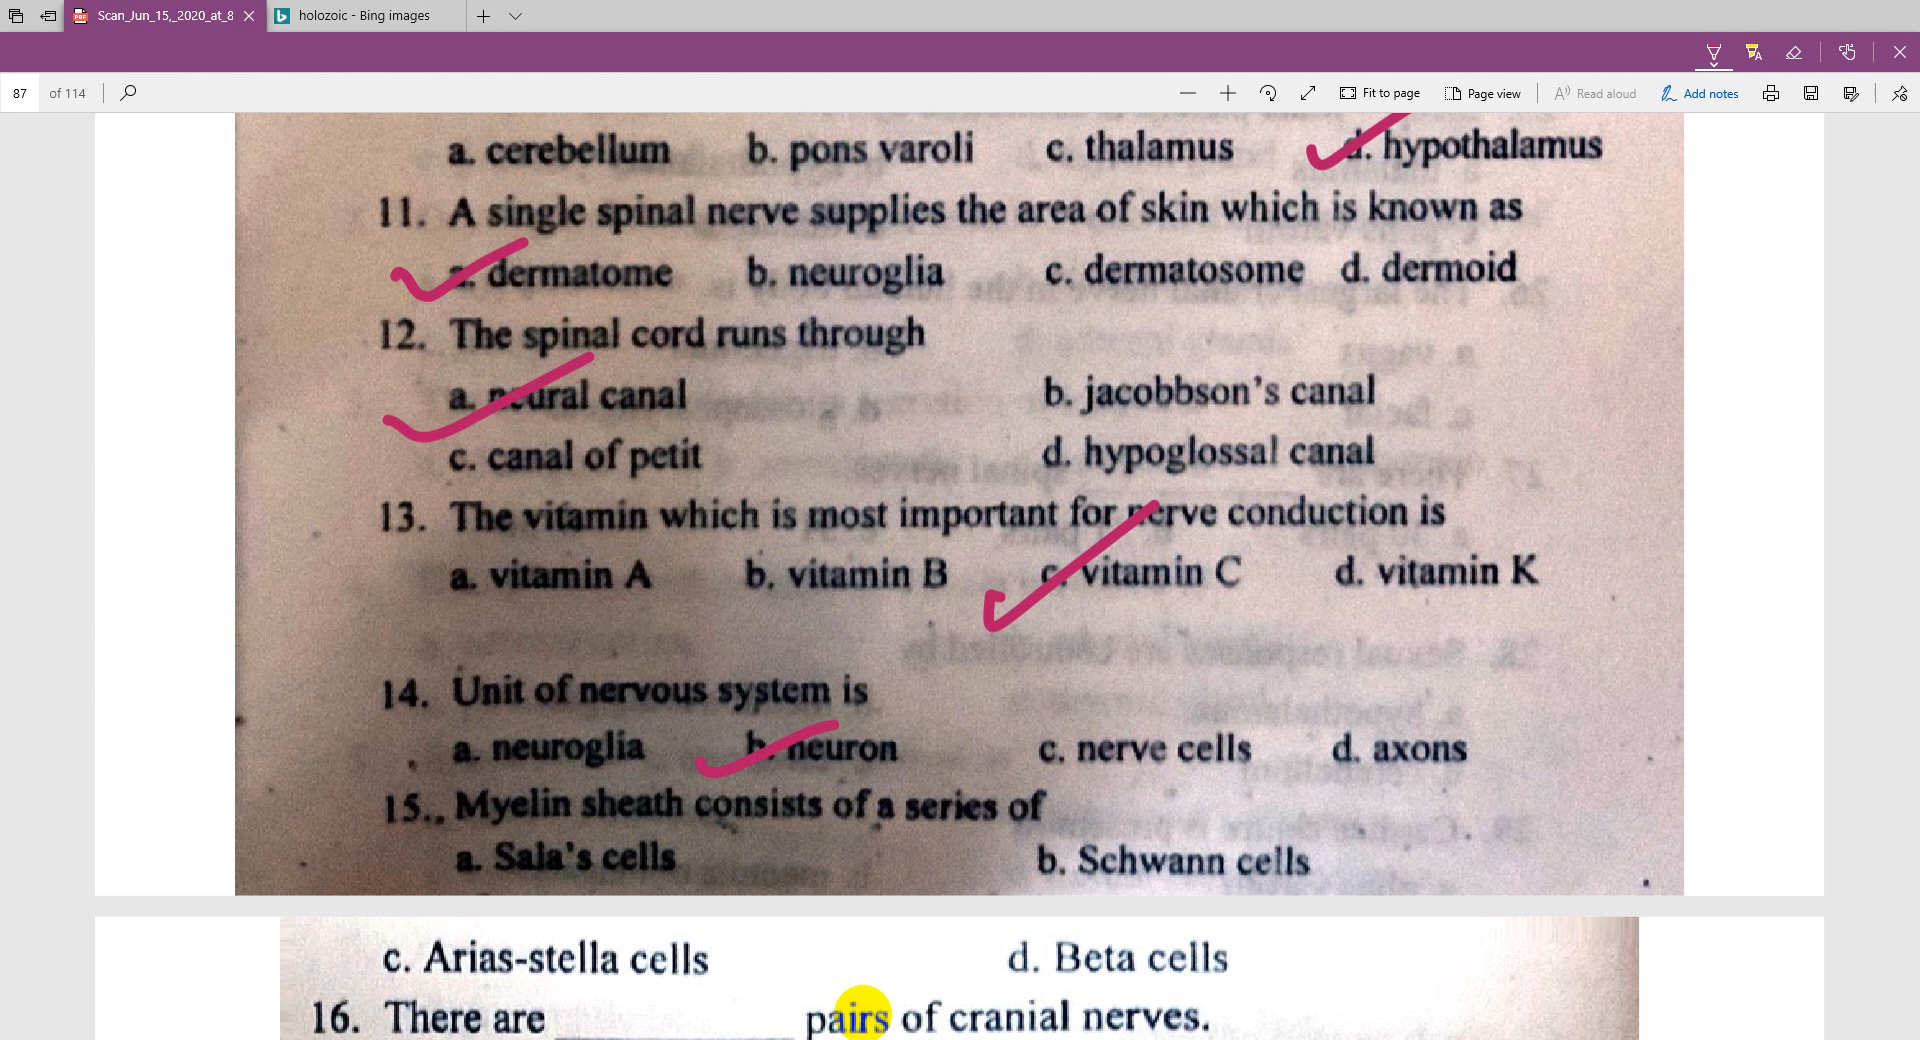 Scan_Jun_15,_2020_at_8
holozoic - Bing images
87 of 114
Fit to page
Page view
Read aloud
Add notes
a. cerebellum b. pons varoli c. thalamus d. hypothalamus
11. A single spinal nerve supplies the area of skin which is known as
a. dermatome b. neuroglia c. dermatosome d. dermoid
12. The spinal cord runs through
a. neural canal b. jacobbson's canal
c. canal of petit d. hypoglossal canal
13. The vitamin which is most important for nerve conduction is
a. vitamin A b. vitamin B c. vitamin C d. vitamin K
14. Unit of nervous system is
a. neuroglia b. neuron c. nerve cells d. axons
15. Myelin sheath consists of a series of
a. Sala's cells b. Schwann cells
c. Arias-stella cells d. Beta cells
16. There are ________ pairs of cranial nerves.